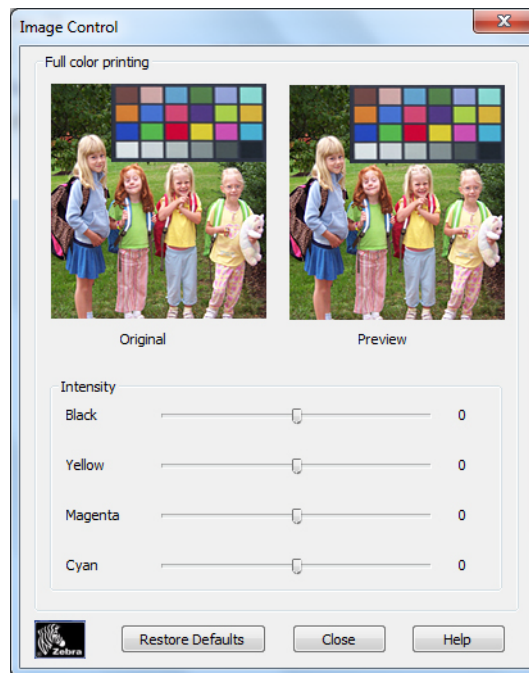 Image Control
Full color printing
Original Preview
Intensity
Black 0
Yellow 0
Magenta 0
Cyan 0
Zebra
Restore Defaults Close Help